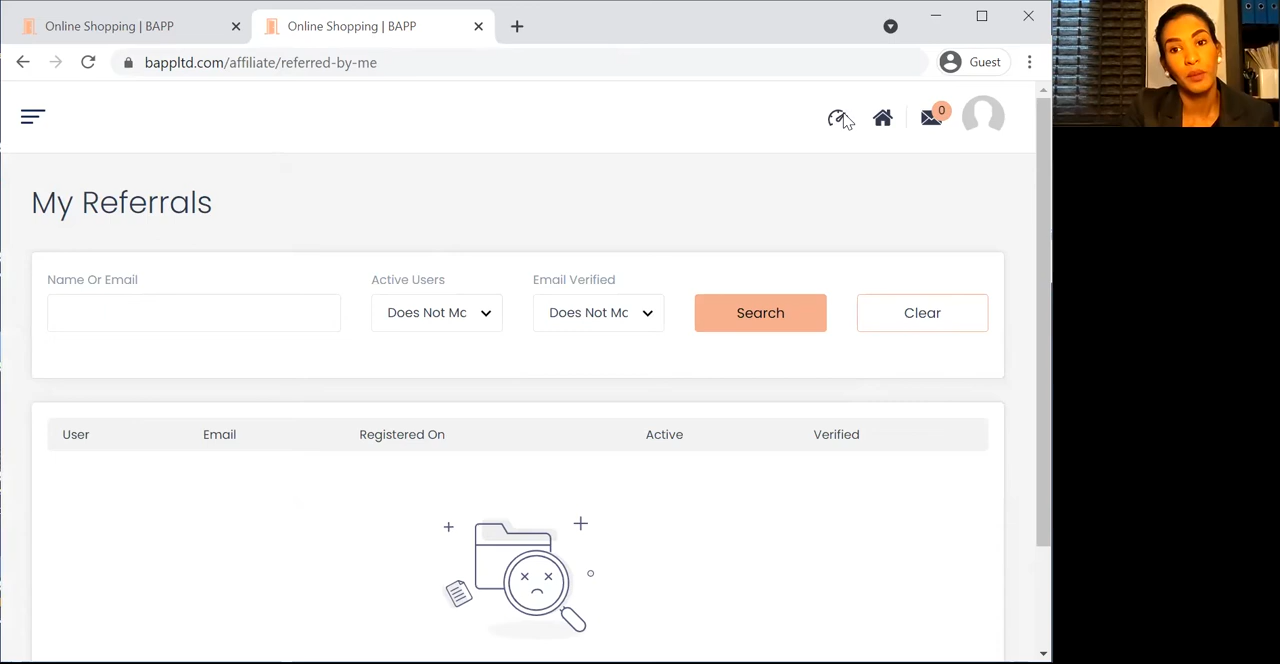 Online Shopping | BAPP
Online Shopping | BAPP
bappltd.com/affiliate/referred-by-me
Guest
0
My Referrals
Name Or Email
Active Users
Email Verified
Does Not Mc
Does Not Mc
Search
Clear
User
Email
Registered On
Active
Verified